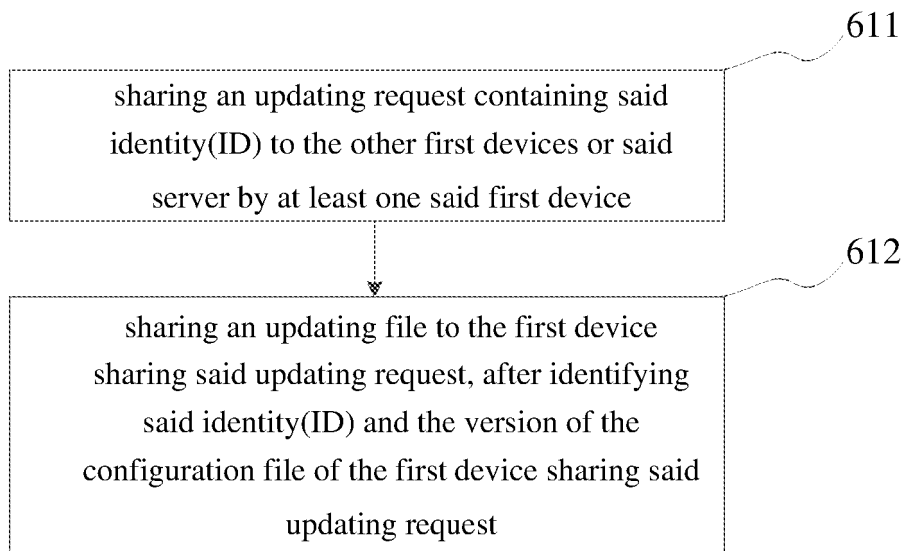 611
sharing an updating request containing said
identity(ID) to the other first devices or said
server by at least one said first device
612
sharing an updating file to the first device
sharing said updating request, after identifying
said identity(ID) and the version of the
configuration file of the first device sharing said
updating request